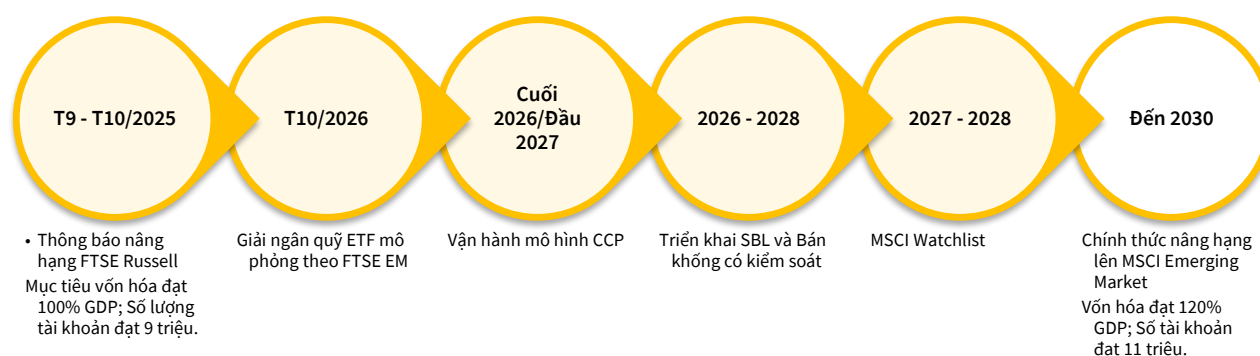 T9 - T10/2025
T10/2026
Cuối
2026/Đầu
2027
2026 - 2028
2027 - 2028
Đến 2030
• Thông báo nâng
hạng FTSE Russell
Mục tiêu vốn hóa đạt
100% GDP; Số lượng
tài khoản đạt 9 triệu.
Giải ngân quỹ ETF mô
phỏng theo FTSE EM
Vận hành mô hình CCP
Triển khai SBL và Bán
khống có kiểm soát
MSCI Watchlist
Chính thức nâng hạng
lên MSCI Emerging
Market
Vốn hóa đạt 120%
GDP; Số tài khoản
đạt 11 triệu.